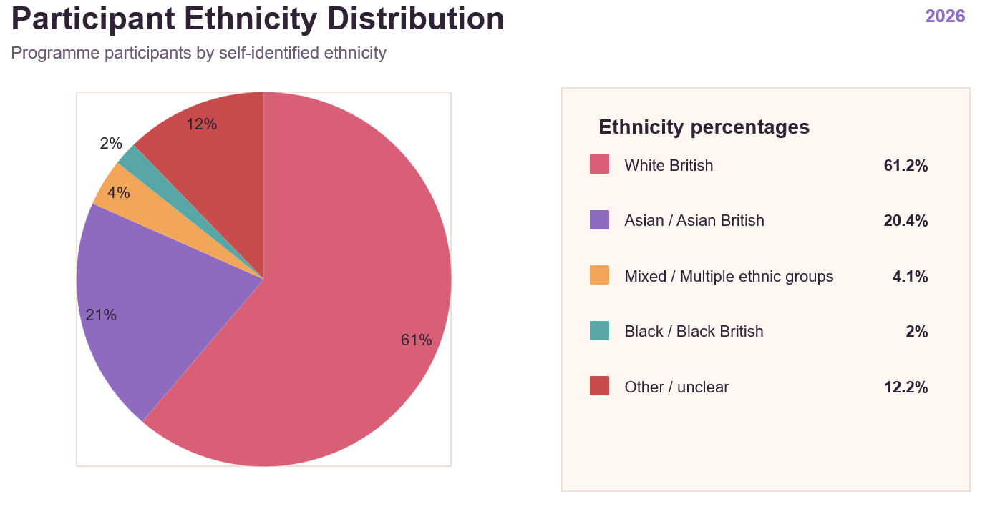 Participant Ethnicity Distribution
2026
Programme participants by self-identified ethnicity
12%
2%
4%
21%
61%
Ethnicity percentages
White British 61.2%
Asian / Asian British 20.4%
Mixed / Multiple ethnic groups 4.1%
Black / Black British 2%
Other / unclear 12.2%